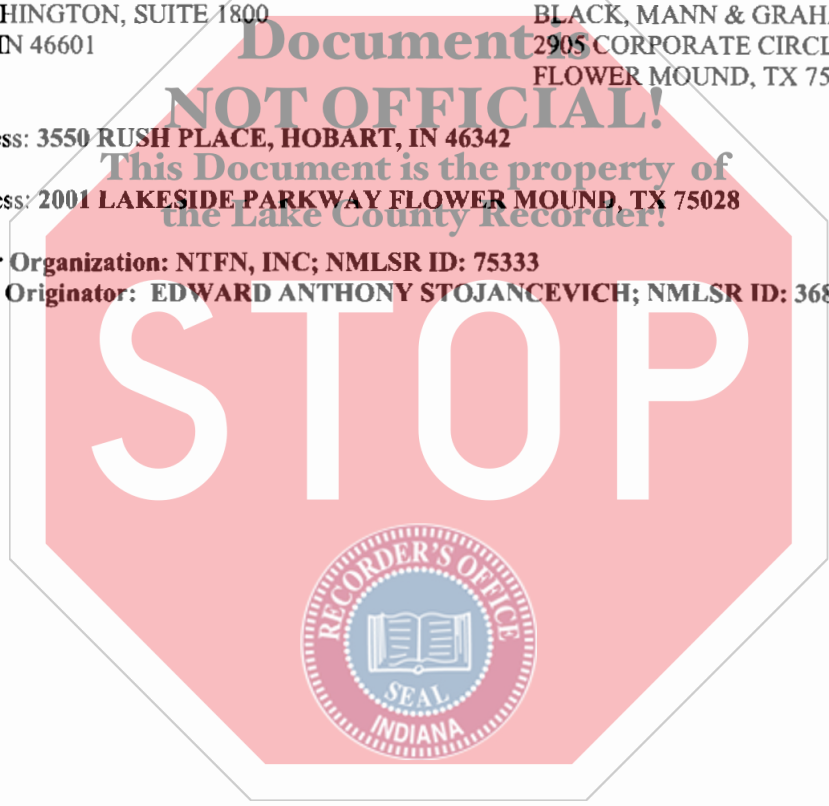 HINGTON, SUITE 1800
IN 46601
BLACK, MANN & GRAH
2905 CORPORATE CIRCL
FLOWER MOUND, TX 75
Document is
NOT OFFICIAL!
This Document is the property of
the Lake County Recorder!
ess: 3550 RUSH PLACE, HOBART, IN 46342
ess: 2001 LAKESIDE PARKWAY FLOWER MOUND, TX 75028
r Organization: NTFN, INC; NMLSR ID: 75333
Originator: EDWARD ANTHONY STOJANCEVICH; NMLSR ID: 368
STOP
RECORDER'S OFFICE
SEAL
INDIANA